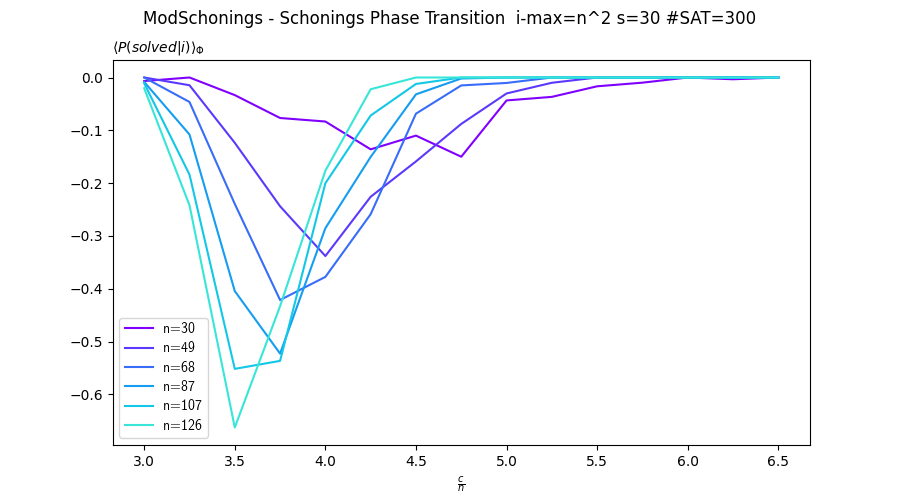 ModSchonings - Schonings Phase Transition  i-max=n^2 s=30 #SAT=300
⟨P(solved|i)⟩Φ
0.0
−0.1
−0.2
−0.3
−0.4
−0.5
−0.6
n=30
n=49
n=68
n=87
n=107
n=126
3.0 3.5 4.0 4.5 5.0 5.5 6.0 6.5
c
n